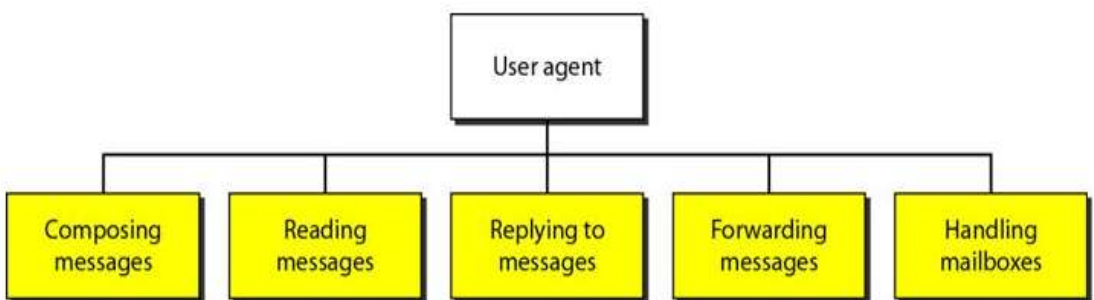 User agent
Composing
messages
Reading
messages
Replying to
messages
Forwarding
messages
Handling
mailboxes